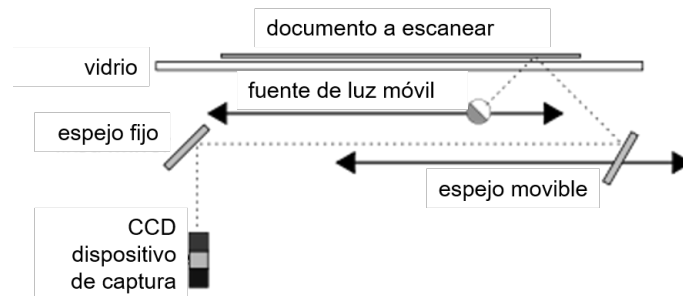 documento a escanear
vidrio
fuente de luz móvil
espejo fijo
espejo movible
CCD
dispositivo
de captura